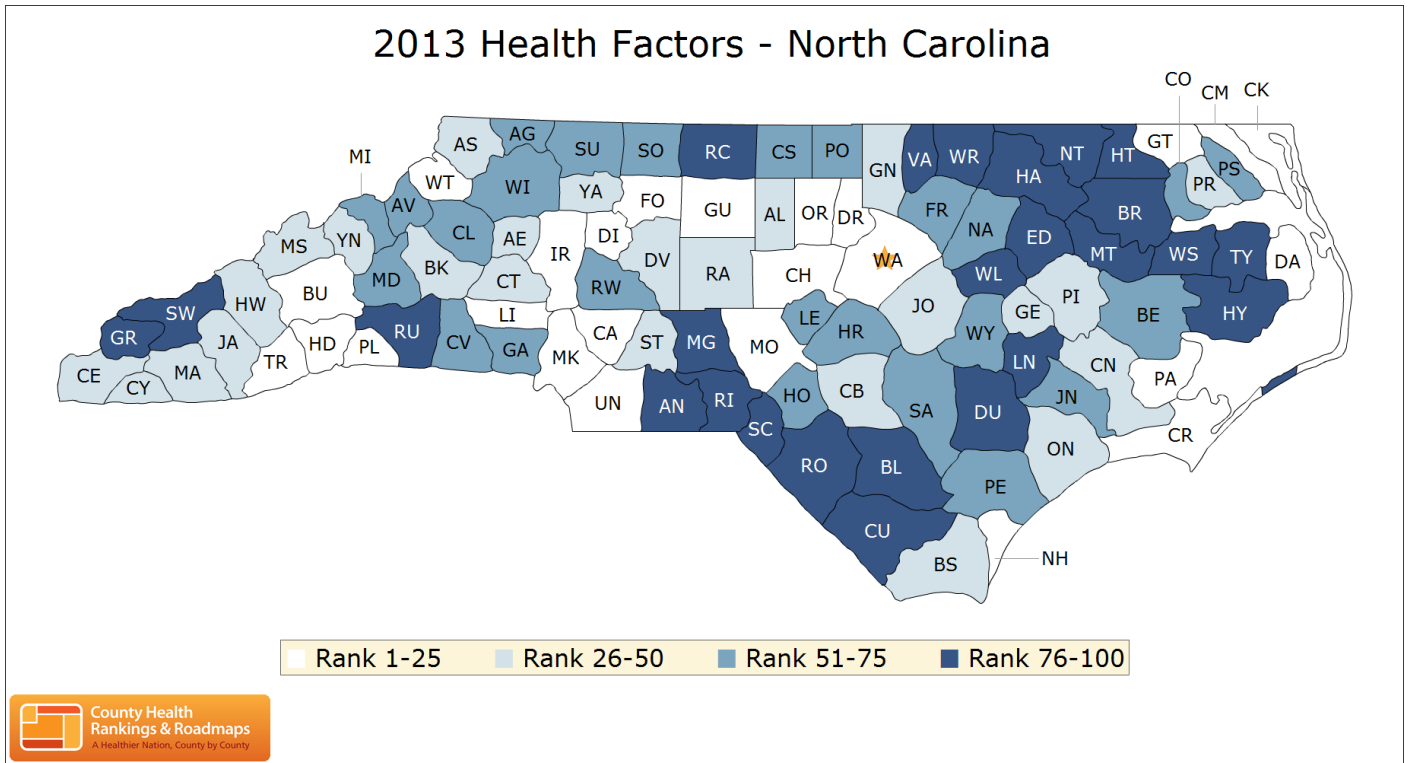 2013 Health Factors - North Carolina
CO
CM
CK
MI
AS
AG
SU
SO
RC
CS
PO
GN
VA
WR
NT
HT
GT
PS
WT
WI
YA
FO
GU
AL
OR
DR
FR
NA
HA
BR
PR
AV
CL
AE
IR
DI
DV
RA
CH
WA
ED
MT
WS
TY
DA
MS
YN
MD
BK
CT
RW
WL
PI
BE
HY
SW
HW
BU
LI
CA
ST
MG
MO
LE
HR
JO
WY
GE
GR
JA
TR
HD
PL
RU
CV
GA
MK
LN
CN
PA
CE
CY
MA
UN
AN
RI
SC
HO
CB
SA
DU
JN
CR
RO
BL
PE
ON
CU
BS
NH
Rank 1-25
Rank 26-50
Rank 51-75
Rank 76-100
County Health
Rankings & Roadmaps
A Healthier Nation, County by County